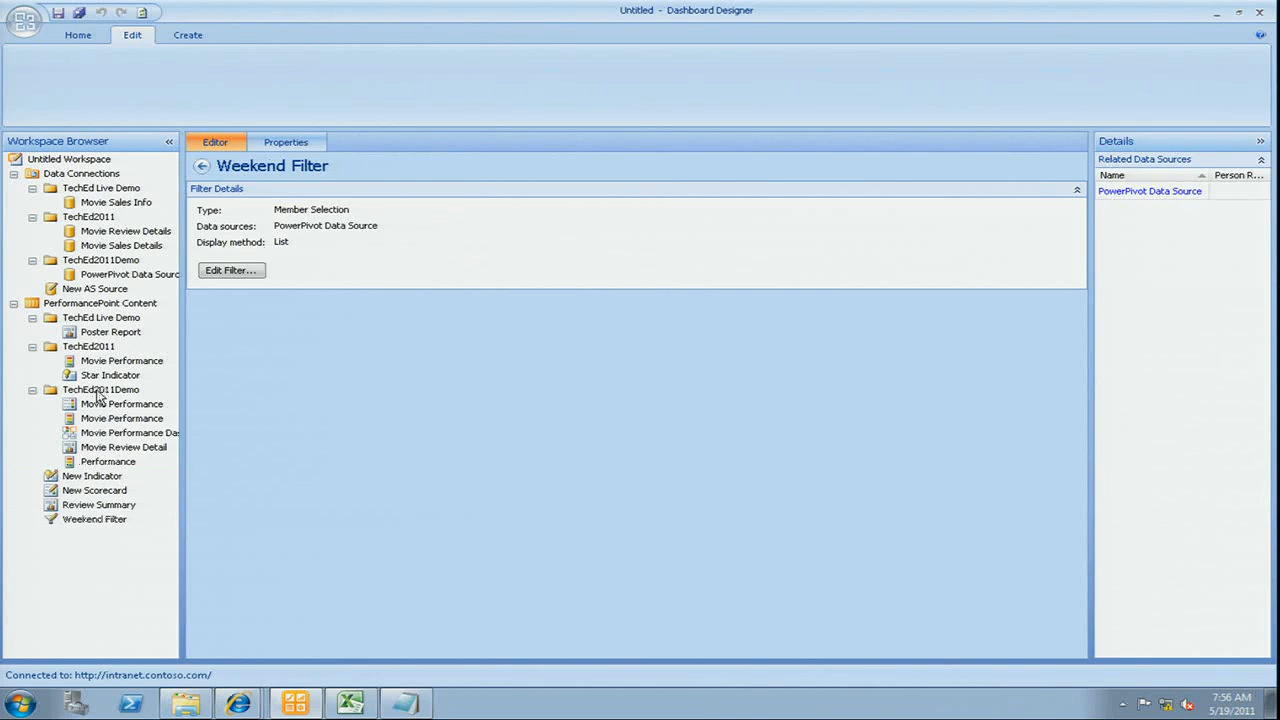 Untitled - Dashboard Designer
Home Edit Create
Workspace Browser
Untitled Workspace
Data Connections
TechEd Live Demo
Movie Sales Info
TechEd2011
Movie Review Details
Movie Sales Details
TechEd2011Demo
PowerPivot Data Sourc
New AS Source
PerformancePoint Content
TechEd Live Demo
Poster Report
TechEd2011
Movie Performance
Star Indicator
TechEd2011Demo
Movie Performance
Movie Performance
Movie Performance Das
Movie Review Detail
Performance
New Indicator
New Scorecard
Review Summary
Weekend Filter
Editor Properties
Weekend Filter
Filter Details
Type: Member Selection
Data sources: PowerPivot Data Source
Display method: List
Edit Filter...
Details
Related Data Sources
Name Person R...
PowerPivot Data Source
Connected to: http://intranet.contoso.com/
7:56 AM
5/19/2011